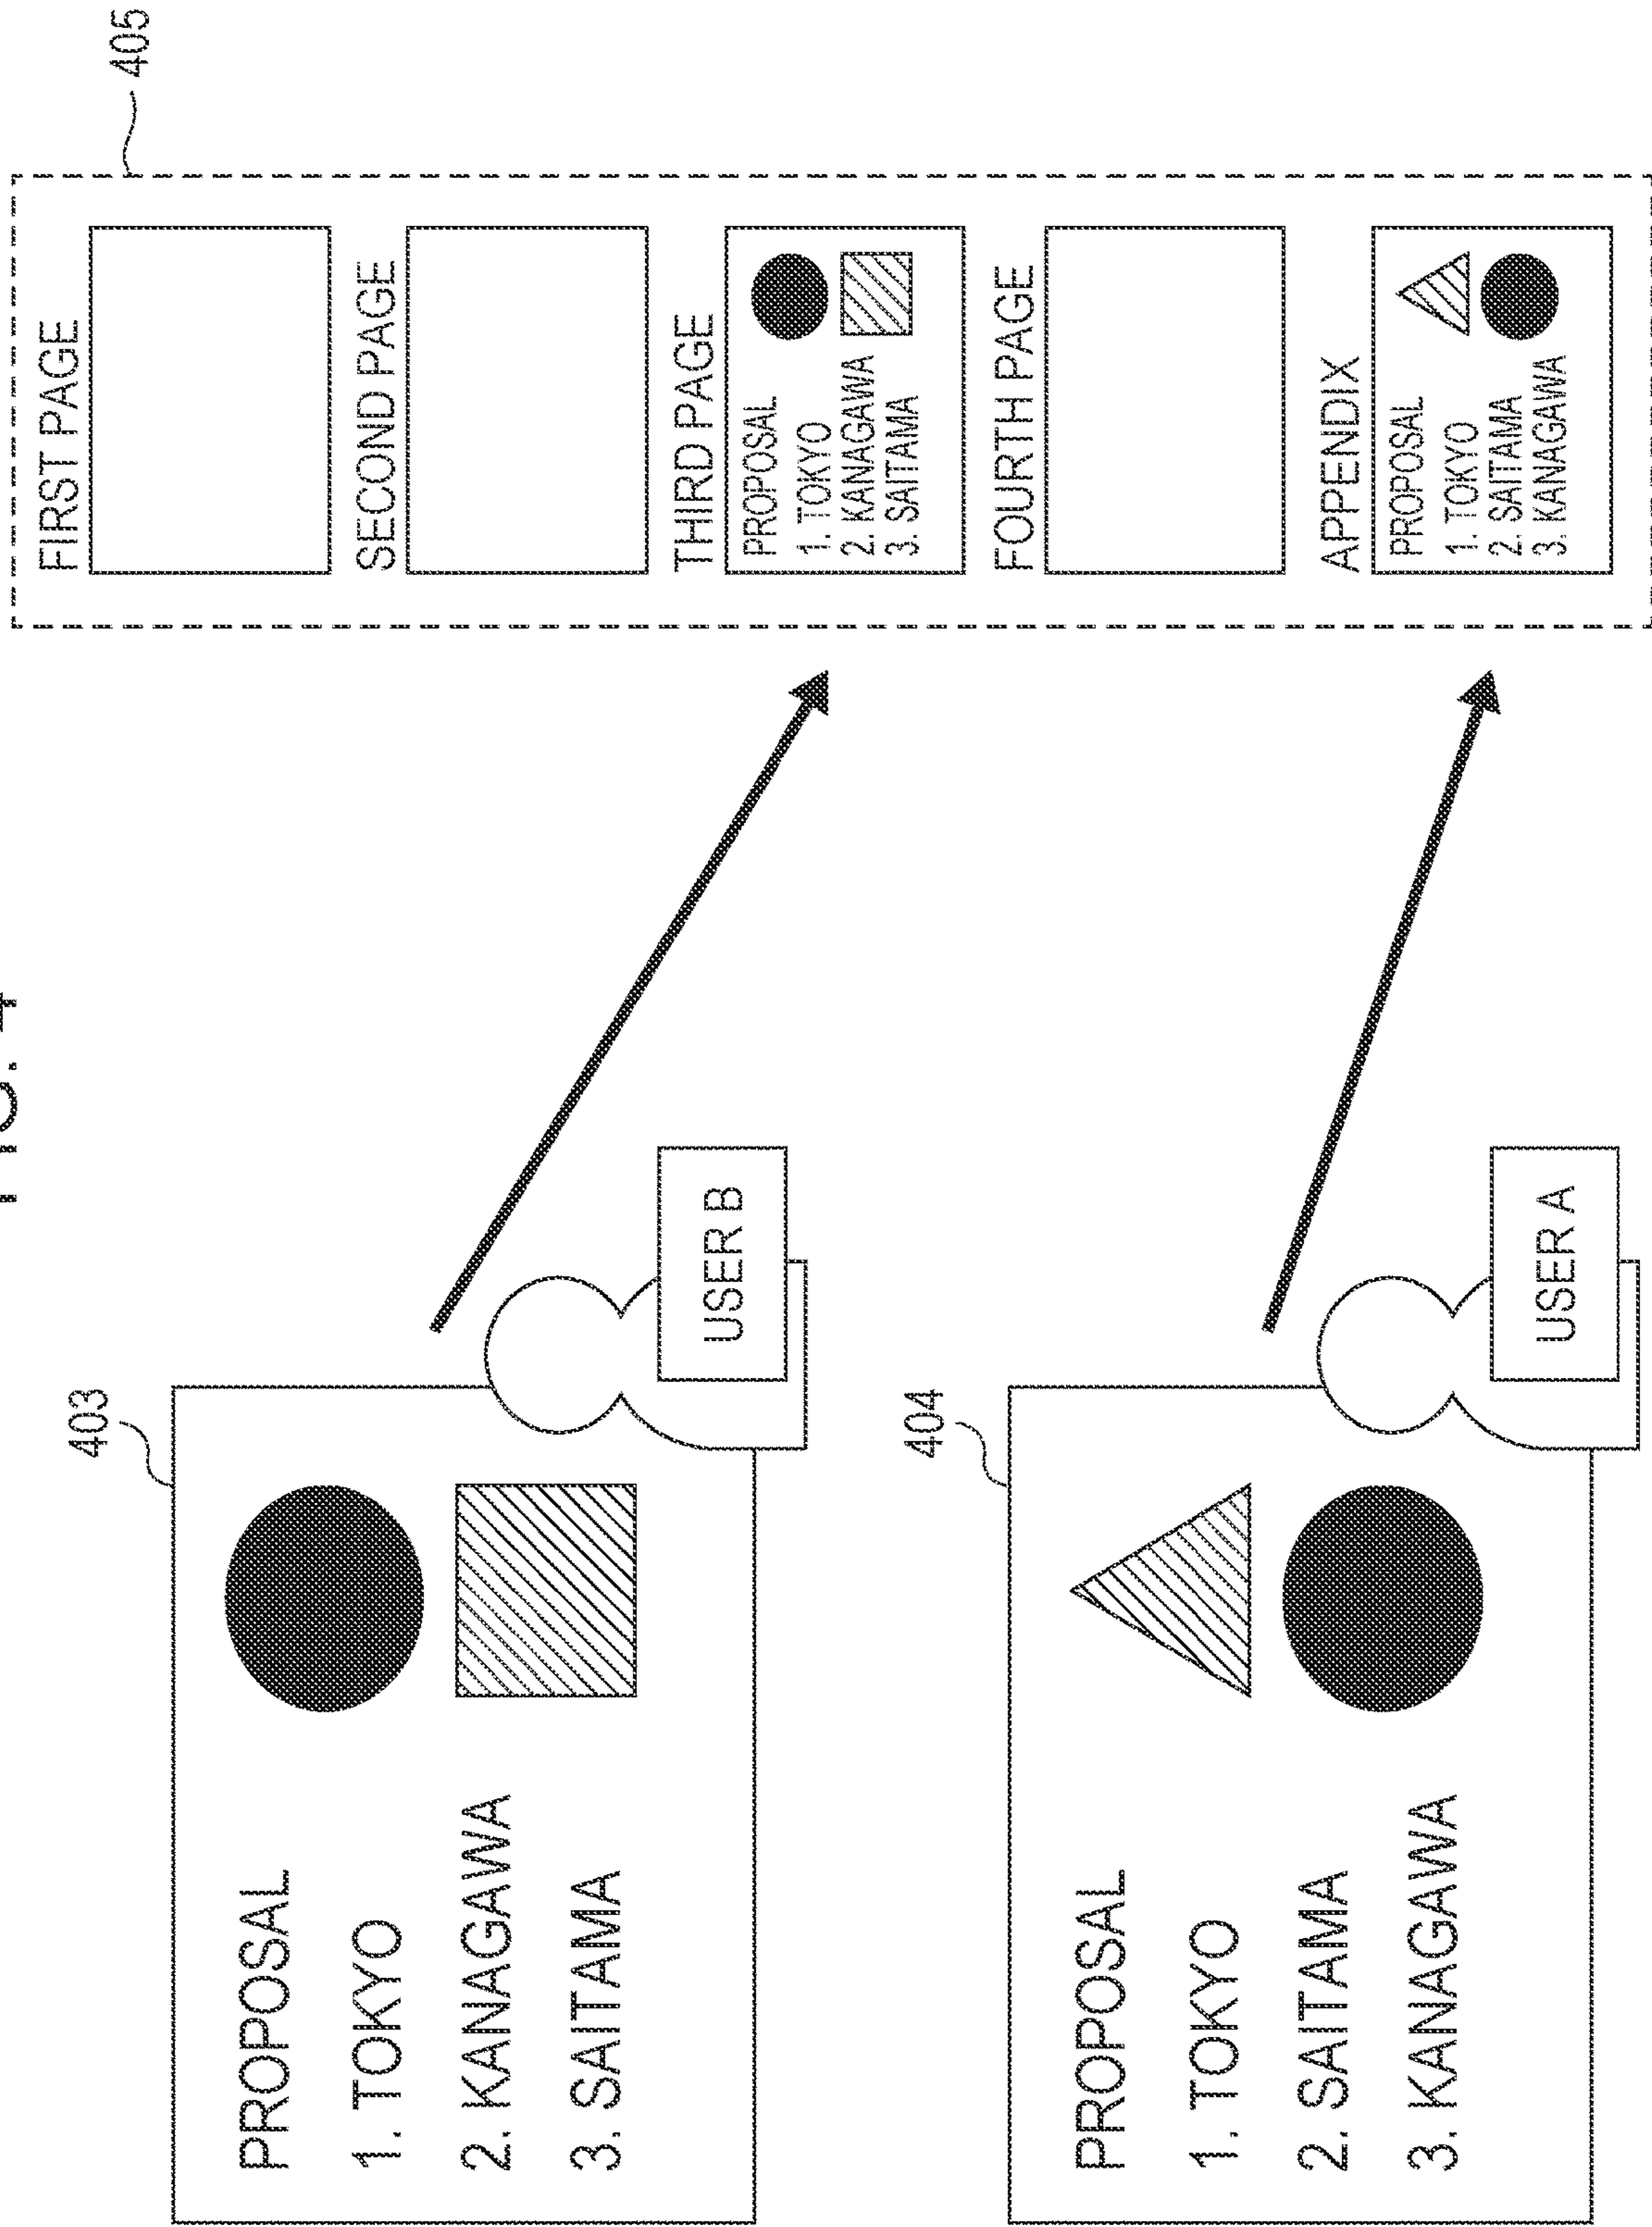 FIG. 4
403
PROPOSAL
1. TOKYO
2. KANAGAWA
3. SAITAMA
USER B
404
PROPOSAL
1. TOKYO
2. SAITAMA
3. KANAGAWA
USER A
405
FIRST PAGE
SECOND PAGE
THIRD PAGE
PROPOSAL
1. TOKYO
2. KANAGAWA
3. SAITAMA
FOURTH PAGE
APPENDIX
PROPOSAL
1. TOKYO
2. SAITAMA
3. KANAGAWA